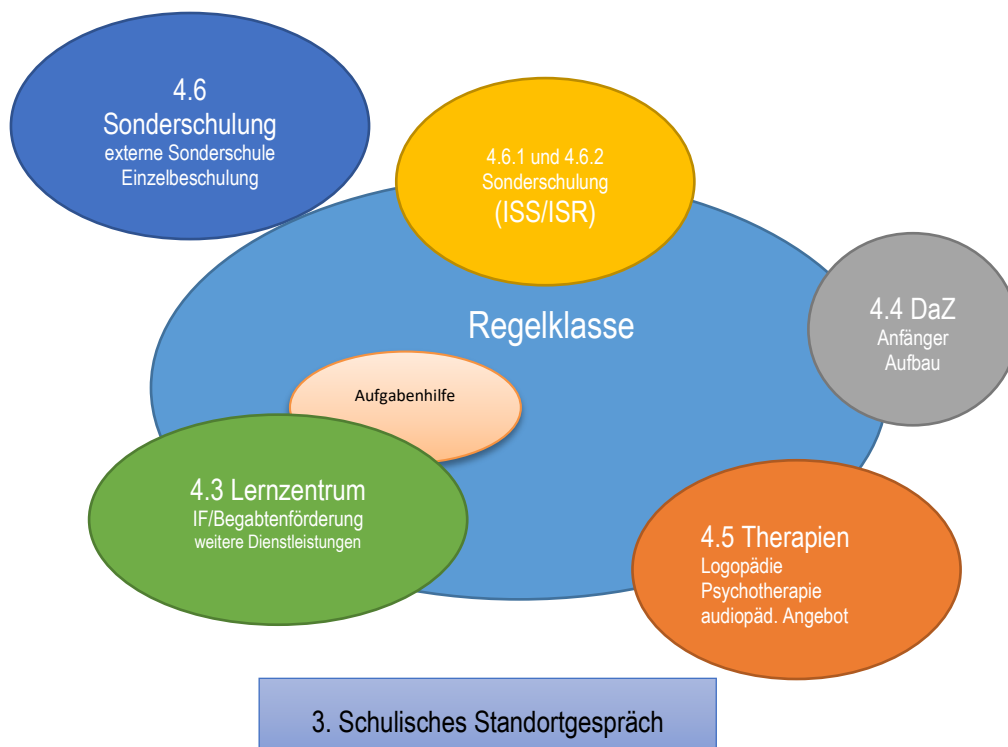 4.6
Sonderschulung
externe Sonderschule
Einzelbeschulung
4.6.1 und 4.6.2
Sonderschulung
(ISS/ISR)
Regelklasse
4.4 DaZ
Anfänger
Aufbau
Aufgabenhilfe
4.3 Lernzentrum
IF/Begabtenförderung
weitere Dienstleistungen
4.5 Therapien
Logopädie
Psychotherapie
audiopäd. Angebot
3. Schulisches Standortgespräch